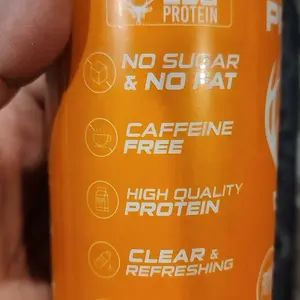 PROTEIN
NO SUGAR
& NO FAT
CAFFEINE
FREE
HIGH QUALITY
PROTEIN
CLEAR &
REFRESHING